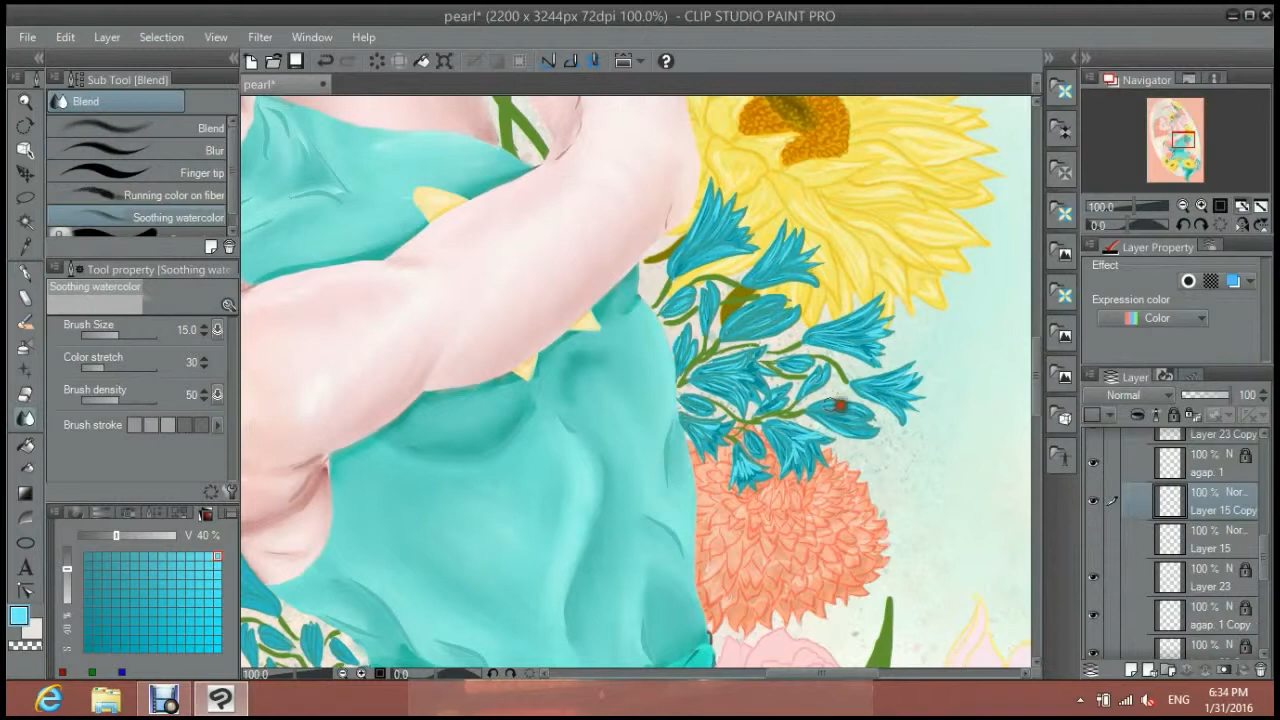 pearl* (2200 x 3244px 72dpi 100.0%) - CLIP STUDIO PAINT PRO
File Edit Layer Selection View Filter Window Help
Sub Tool [Blend]
pearl*
Navigator
Blend
Blend
Blur
Finger tip
Running color on fiber
Soothing watercolor
100.0
0.0
Tool property [Soothing wate
Soothing watercolor
Brush Size 15.0
Color stretch 30
Brush density 50
Brush stroke
Layer Property
Effect
Expression color
Color
Layer
Normal 100
Layer 23 Copy
100 % N
agap. 1
100 % Nor..
Layer 15 Copy
100 % Nor..
Layer 15
100 % N
Layer 23
100 % N
agap. 1 Copy
100 % N
V 40 %
100.0 0.0
ENG
6:34 PM
1/31/2016